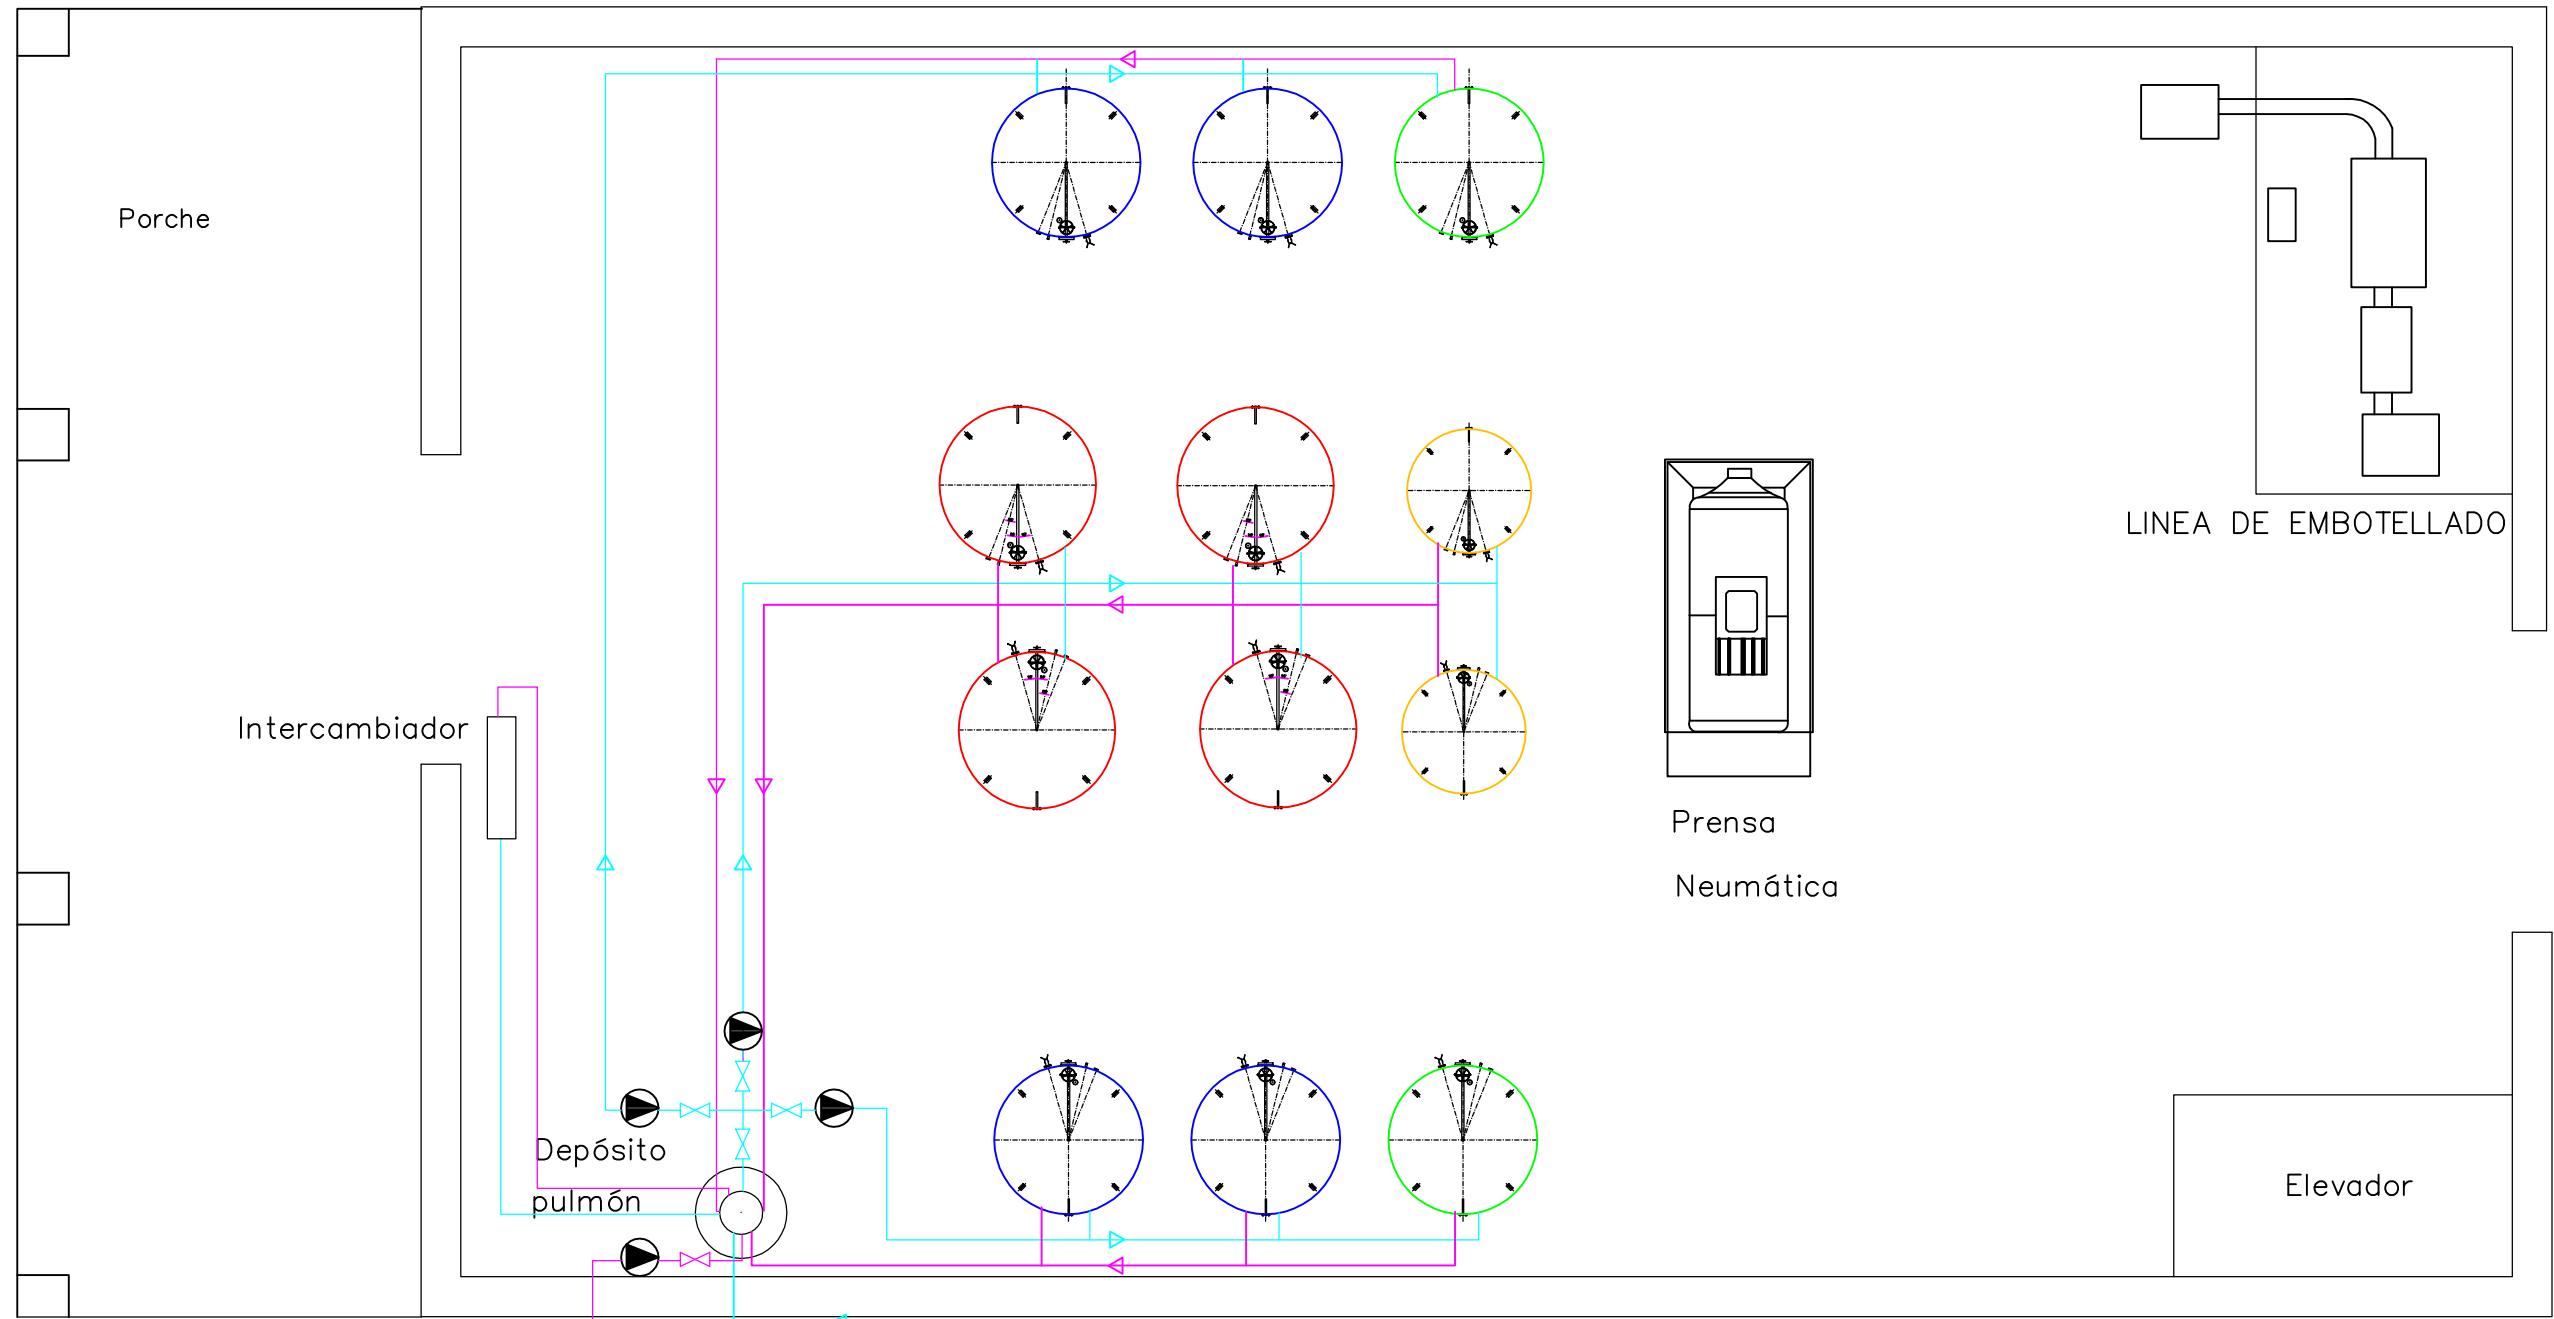 Porche
LINEA DE EMBOTELLADO
Intercambiador
Prensa
Neumática
Depósito
pulmón
Elevador